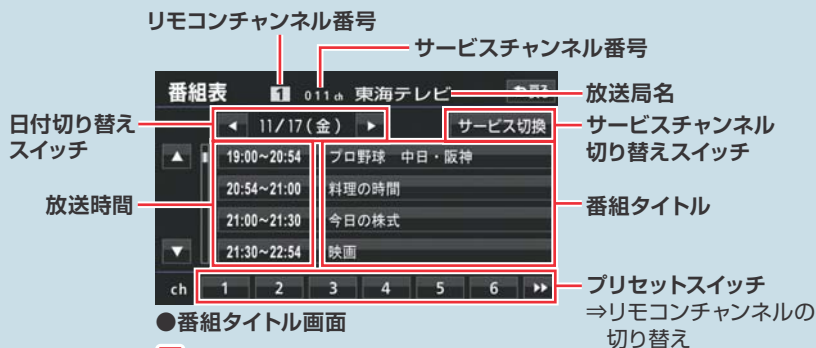 リモコンチャンネル番号
サービスチャンネル番号
番組表 1 011ch 東海テレビ
放送局名
日付切り替え
スイッチ
◀ 11/17(金) ▶ サービス切換
サービスチャンネル
切り替えスイッチ
▲ 19:00~20:54 プロ野球 中日・阪神
20:54~21:00 料理の時間
放送時間
番組タイトル
21:00~21:30 今日の株式
▼ 21:30~22:54 映画
ch 1 2 3 4 5 6 ▶▶
プリセットスイッチ
⇒リモコンチャンネルの
切り替え
●番組タイトル画面